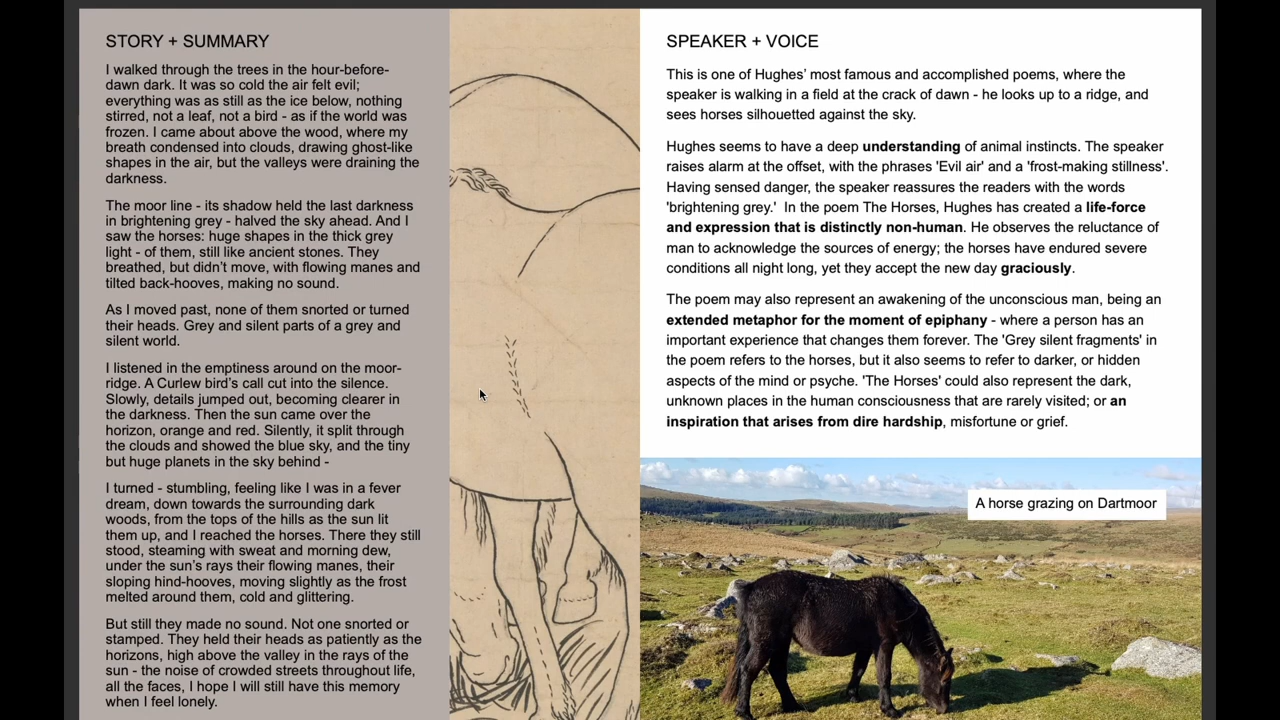 STORY + SUMMARY
I walked through the trees in the hour-before-
dawn dark. It was so cold the air felt evil;
everything was as still as the ice below, nothing
stirred, not a leaf, not a bird - as if the world was
frozen. I came about above the wood, where my
breath condensed into clouds, drawing ghost-like
shapes in the air, but the valleys were draining the
darkness.
The moor line - its shadow held the last darkness
in brightening grey - halved the sky ahead. And I
saw the horses: huge shapes in the thick grey
light - of them, still like ancient stones. They
breathed, but didn’t move, with flowing manes and
tilted back-hooves, making no sound.
As I moved past, none of them snorted or turned
their heads. Grey and silent parts of a grey and
silent world.
I listened in the emptiness around on the moor-
ridge. A Curlew bird’s call cut into the silence.
Slowly, details jumped out, becoming clearer in
the darkness. Then the sun came over the
horizon, orange and red. Silently, it split through
the clouds and showed the blue sky, and the tiny
but huge planets in the sky behind -
I turned - stumbling, feeling like I was in a fever
dream, down towards the surrounding dark
woods, from the tops of the hills as the sun lit
them up, and I reached the horses. There they still
stood, steaming with sweat and morning dew,
under the sun’s rays their flowing manes, their
sloping hind-hooves, moving slightly as the frost
melted around them, cold and glittering.
But still they made no sound. Not one snorted or
stamped. They held their heads as patiently as the
horizons, high above the valley in the rays of the
sun - the noise of crowded streets throughout life,
all the faces, I hope I will still have this memory
when I feel lonely.
SPEAKER + VOICE
This is one of Hughes’ most famous and accomplished poems, where the
speaker is walking in a field at the crack of dawn - he looks up to a ridge, and
sees horses silhouetted against the sky.
Hughes seems to have a deep understanding of animal instincts. The speaker
raises alarm at the offset, with the phrases 'Evil air' and a 'frost-making stillness'.
Having sensed danger, the speaker reassures the readers with the words
'brightening grey.' In the poem The Horses, Hughes has created a life-force
and expression that is distinctly non-human. He observes the reluctance of
man to acknowledge the sources of energy; the horses have endured severe
conditions all night long, yet they accept the new day graciously.
The poem may also represent an awakening of the unconscious man, being an
extended metaphor for the moment of epiphany - where a person has an
important experience that changes them forever. The 'Grey silent fragments' in
the poem refers to the horses, but it also seems to refer to darker, or hidden
aspects of the mind or psyche. 'The Horses' could also represent the dark,
unknown places in the human consciousness that are rarely visited; or an
inspiration that arises from dire hardship, misfortune or grief.
A horse grazing on Dartmoor